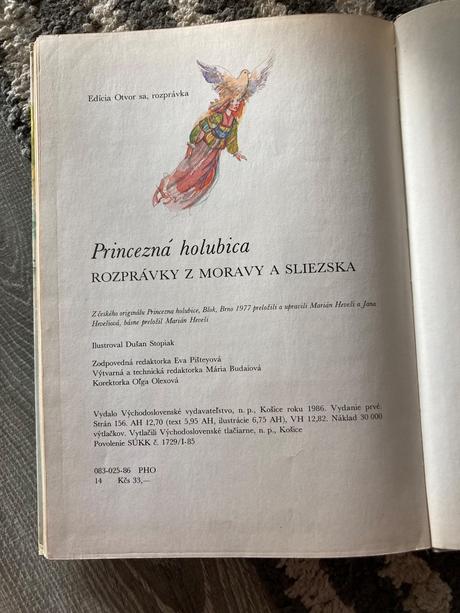 Edícia Otvor sa, rozprávka
Princezná holubica
ROZPRÁVKY Z MORAVY A SLIEZSKA
Z českého originálu Princezna holubice, Blok, Brno 1977 preložili a upravili Marián Heveši a Jana
Hevešiová, básne preložil Marián Heveši
Ilustroval Dušan Stopiak
Zodpovedná redaktorka Eva Pišteyová
Výtvarná a technická redaktorka Mária Budaiová
Korektorka Oľga Olexová
Vydalo Východoslovenské vydavateľstvo, n. p., Košice roku 1986. Vydanie prvé.
Strán 156. AH 12,70 (text 5,95 AH, ilustrácie 6,75 AH), VH 12,82. Náklad 30 000
výtlačkov. Vytlačili Východoslovenské tlačiarne, n. p., Košice
Povolenie SÚKK č. 1729/I-85
083-025-86 PHO
14 Kčs 33,—